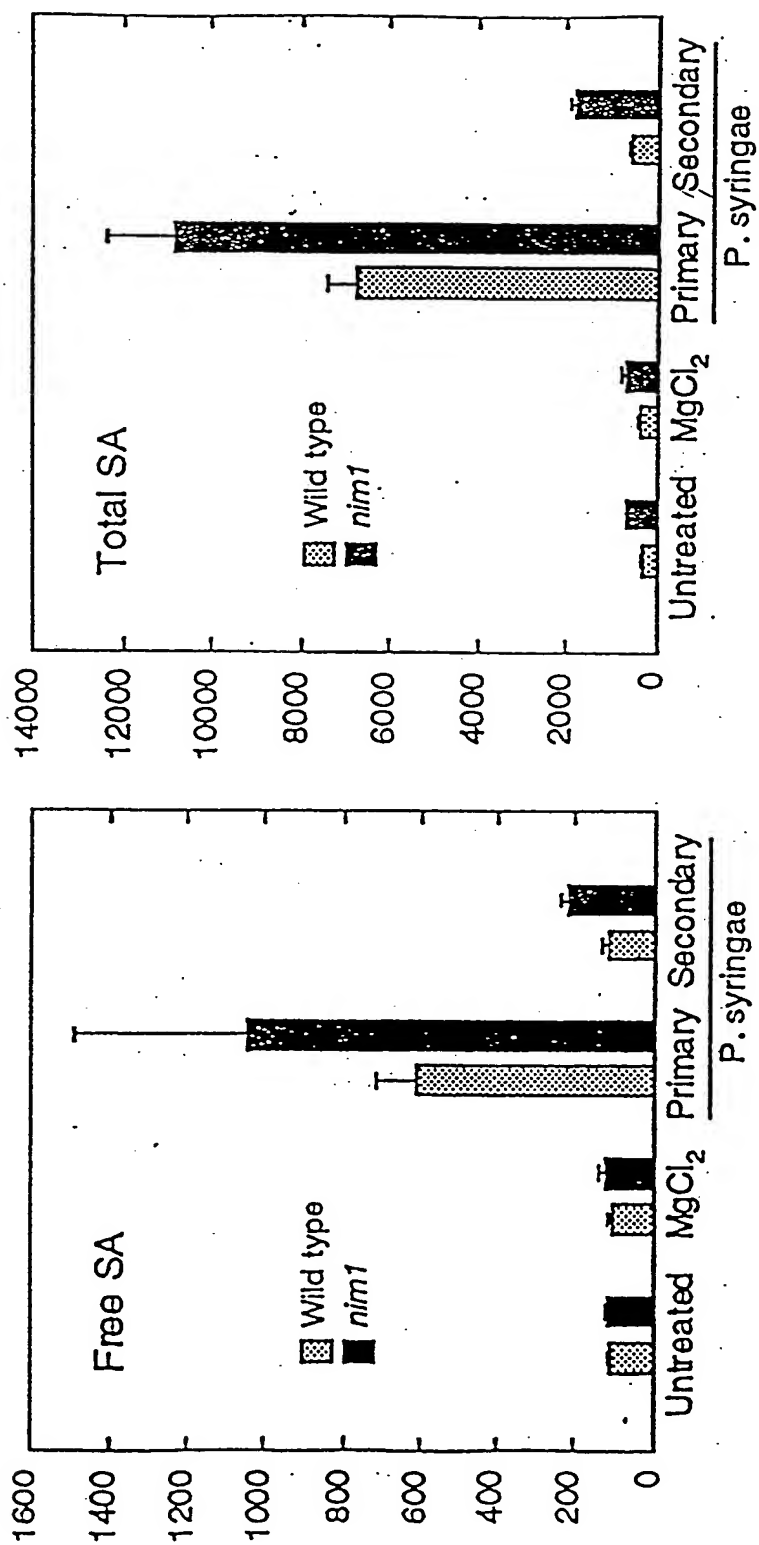 Free SA
1600
1400
1200
1000
800
600
400
200
0
Wild type
nim1
Untreated MgCl2 Primary Secondary
P. syringae
Total SA
14000
12000
10000
8000
6000
4000
2000
0
Wild type
nim1
Untreated MgCl2 Primary Secondary
P. syringae